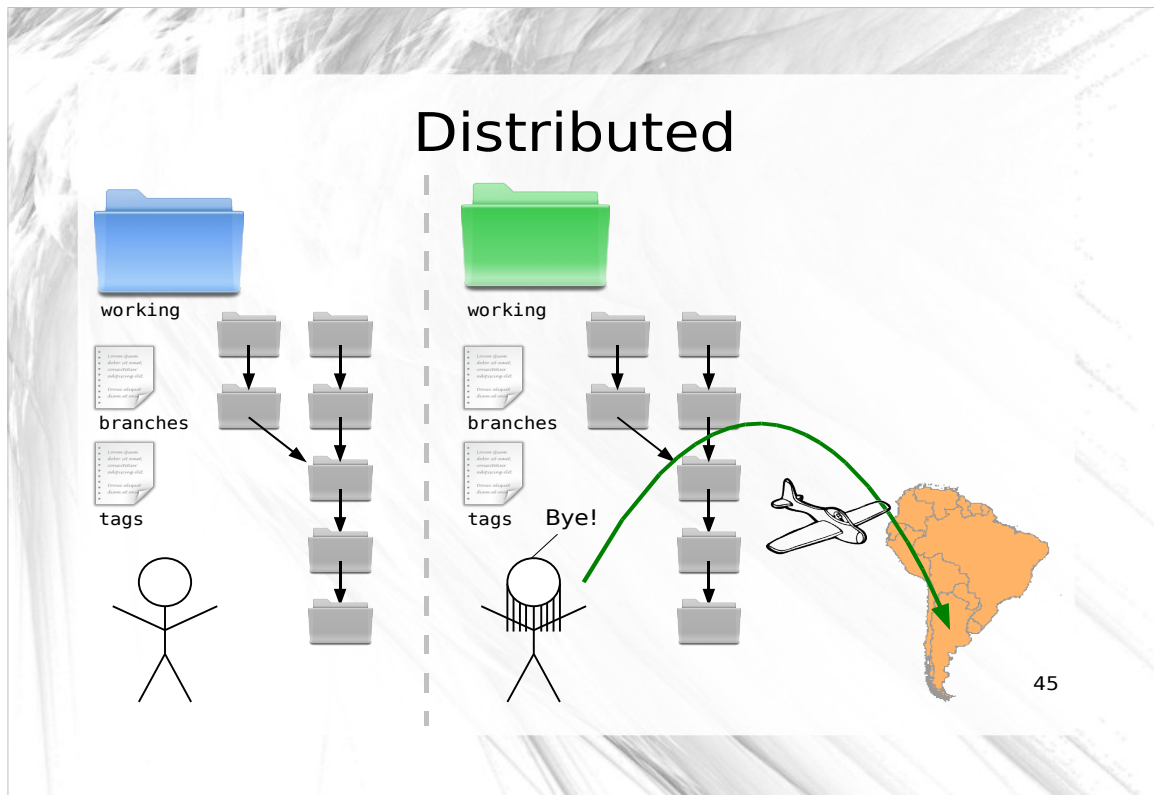 Distributed
working
branches
tags
working
branches
tags
Bye!
45